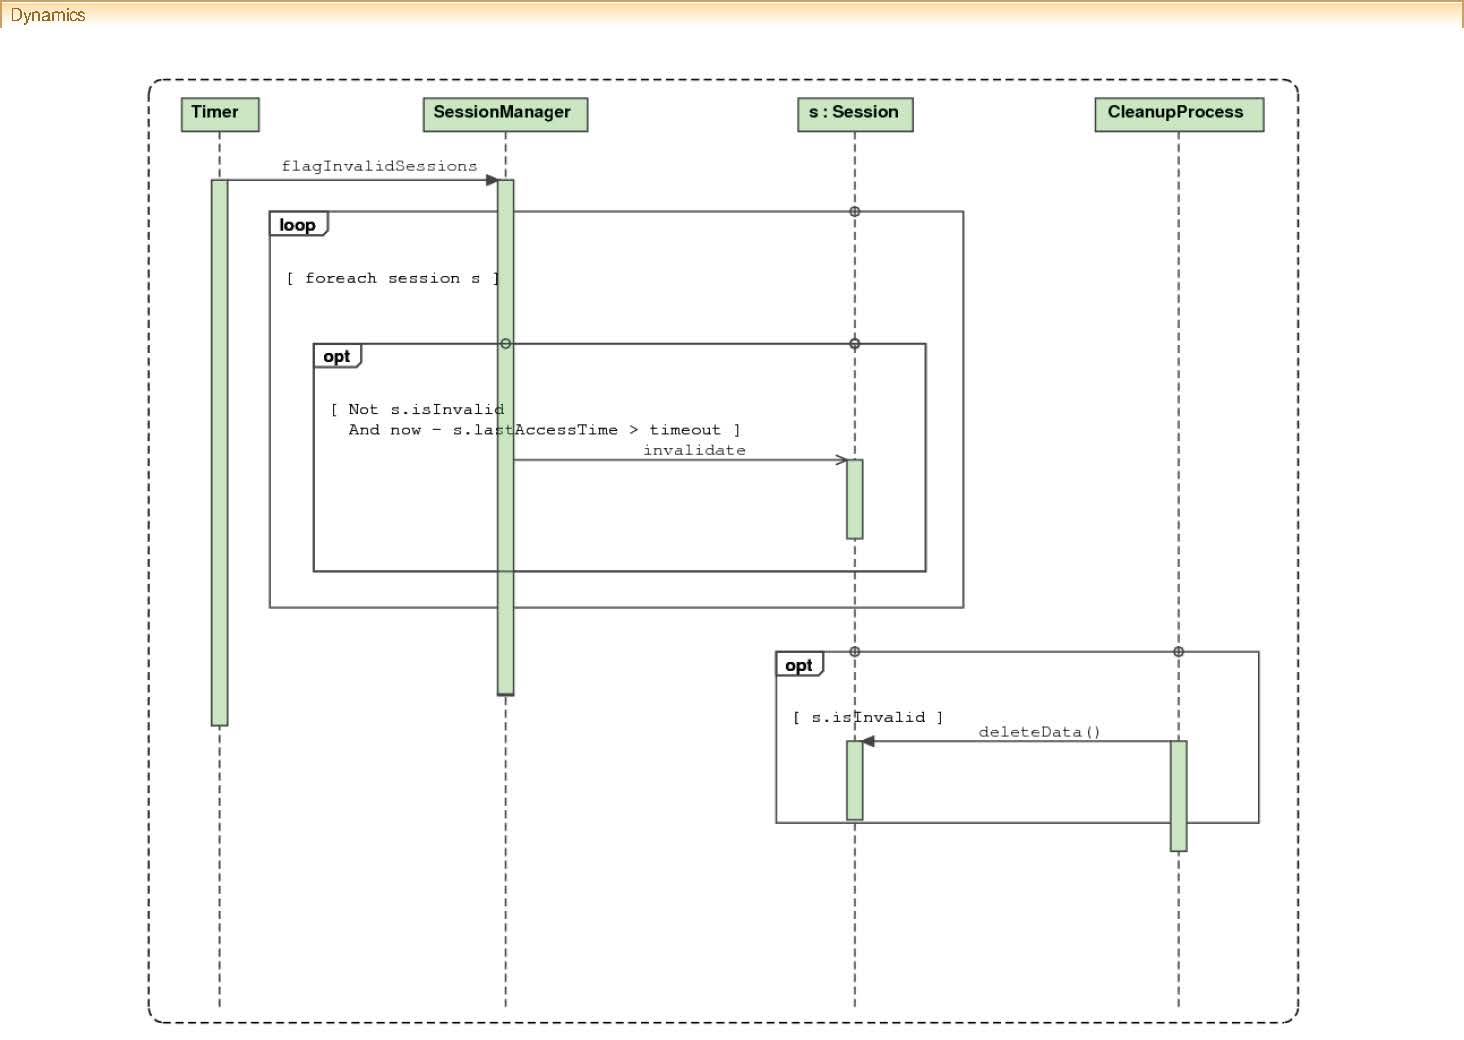 Dynamics
Timer
SessionManager
s : Session
CleanupProcess
flagInvalidSessions
loop
[ foreach session s ]
opt
[ Not s.isInvalid
And now - s.lastAccessTime > timeout ]
invalidate
opt
[ s.isInvalid ]
deleteData()